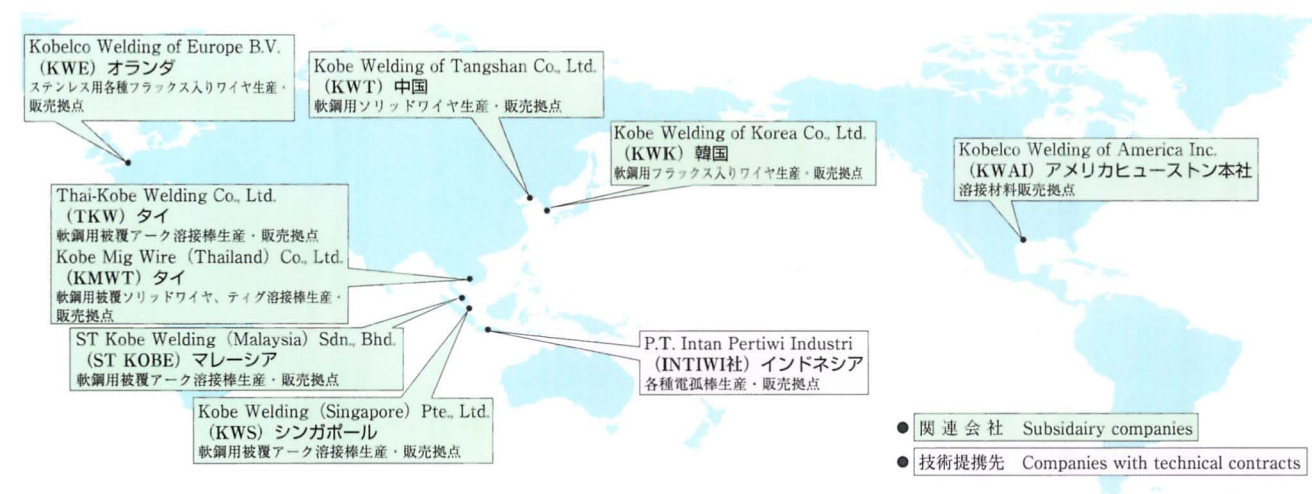 Kobelco Welding of Europe B.V.
(KWE) オランダ
ステンレス用各種フラックス入りワイヤ生産・
販売拠点
Kobe Welding of Tangshan Co., Ltd.
(KWT) 中国
軟鋼用ソリッドワイヤ生産・販売拠点
Kobe Welding of Korea Co., Ltd.
(KWK) 韓国
軟鋼用フラックス入りワイヤ生産・販売拠点
Kobelco Welding of America Inc.
(KWAI) アメリカヒューストン本社
溶接材料販売拠点
Thai-Kobe Welding Co., Ltd.
(TKW) タイ
軟鋼用被覆アーク溶接棒生産・販売拠点
Kobe Mig Wire (Thailand) Co., Ltd.
(KMWT) タイ
軟鋼用被覆ソリッドワイヤ、ティグ溶接棒生産・
販売拠点
ST Kobe Welding (Malaysia) Sdn., Bhd.
(ST KOBE) マレーシア
軟鋼用被覆アーク溶接棒生産・販売拠点
Kobe Welding (Singapore) Pte., Ltd.
(KWS) シンガポール
軟鋼用被覆アーク溶接棒生産・販売拠点
P.T. Intan Pertiwi Industri
(INTIWI社) インドネシア
各種電弧棒生産・販売拠点
関連会社 Subsidairy companies
技術提携先 Companies with technical contracts